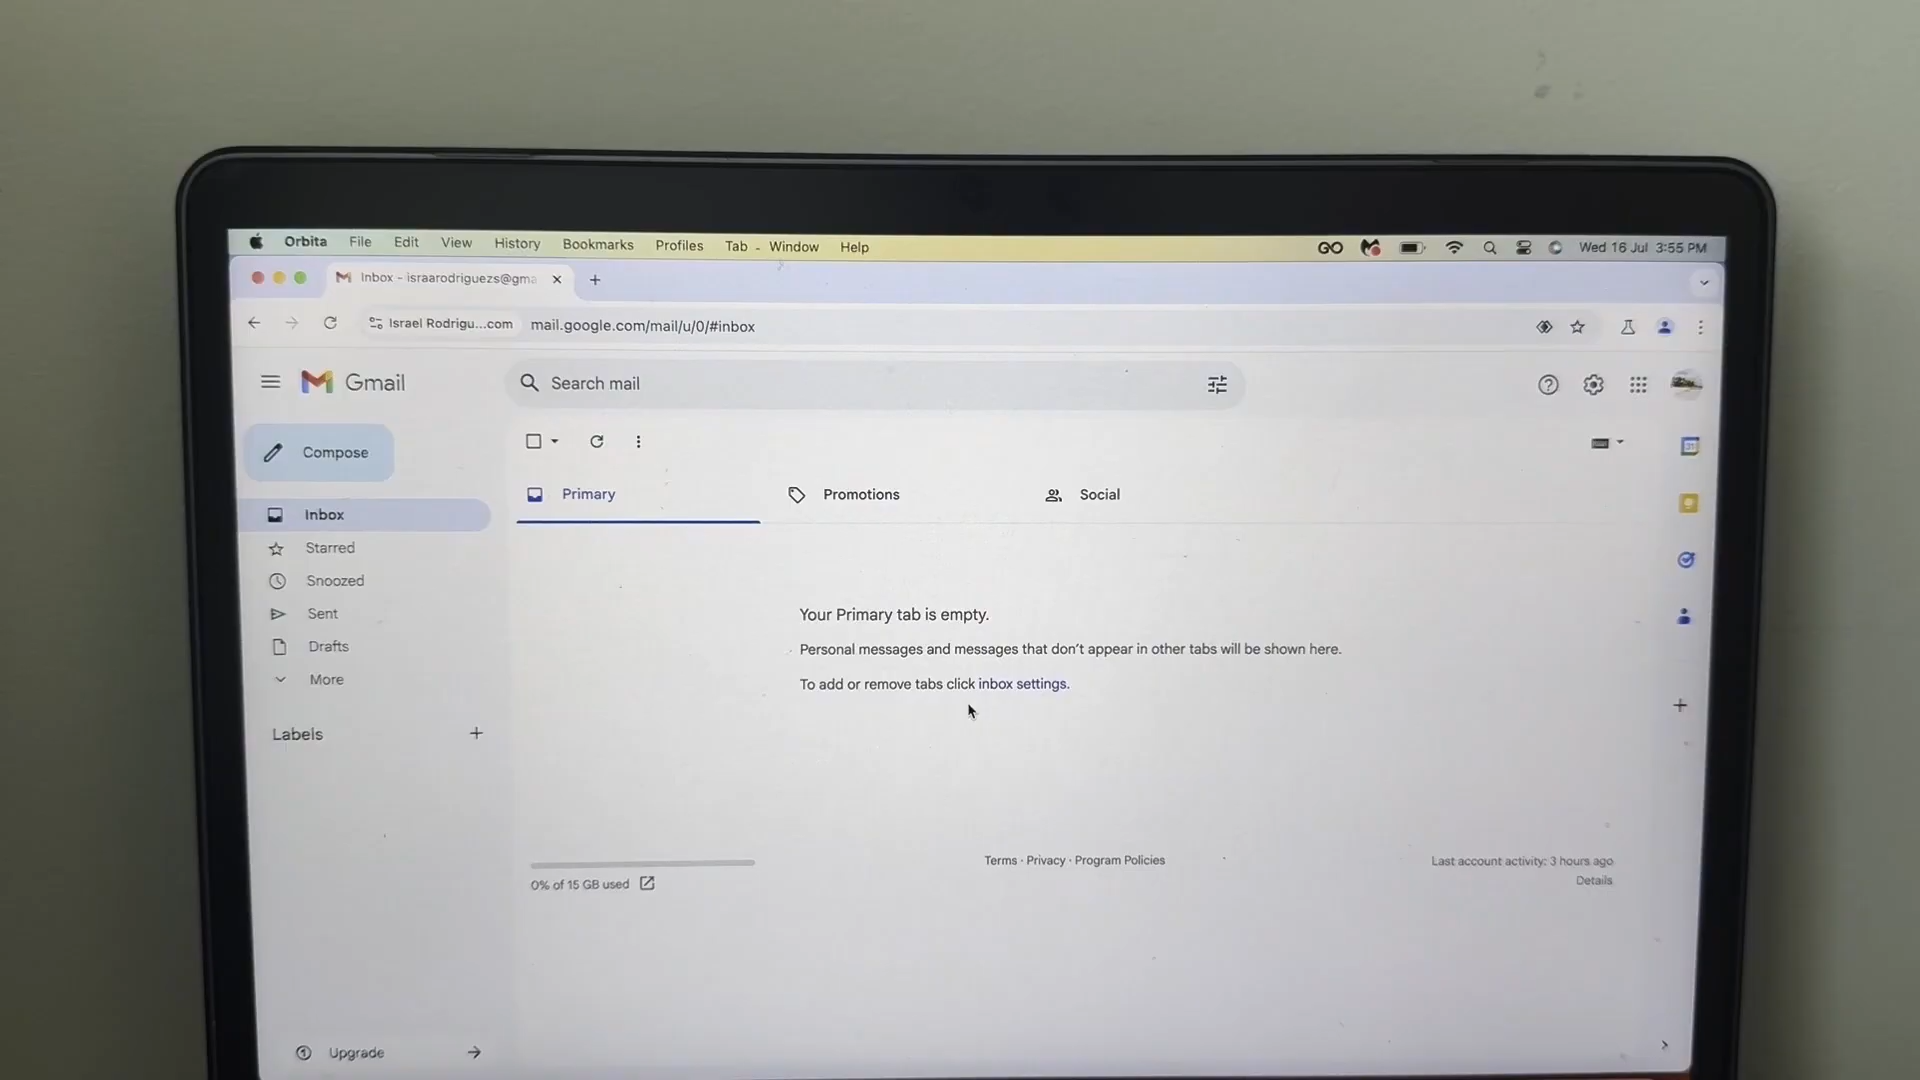 Orbita File Edit View History Bookmarks Profiles Tab Window Help GO Wed 16 Jul 3:55 PM
Inbox - israarodriguezs@gma
Israel Rodrigu...com mail.google.com/mail/u/0/#inbox
Gmail Search mail
Compose
Primary Promotions Social
Inbox
Starred
Snoozed
Sent
Drafts
More
Labels
Your Primary tab is empty.
Personal messages and messages that don't appear in other tabs will be shown here.
To add or remove tabs click inbox settings.
0% of 15 GB used
Terms · Privacy · Program Policies
Last account activity: 3 hours ago
Details
Upgrade